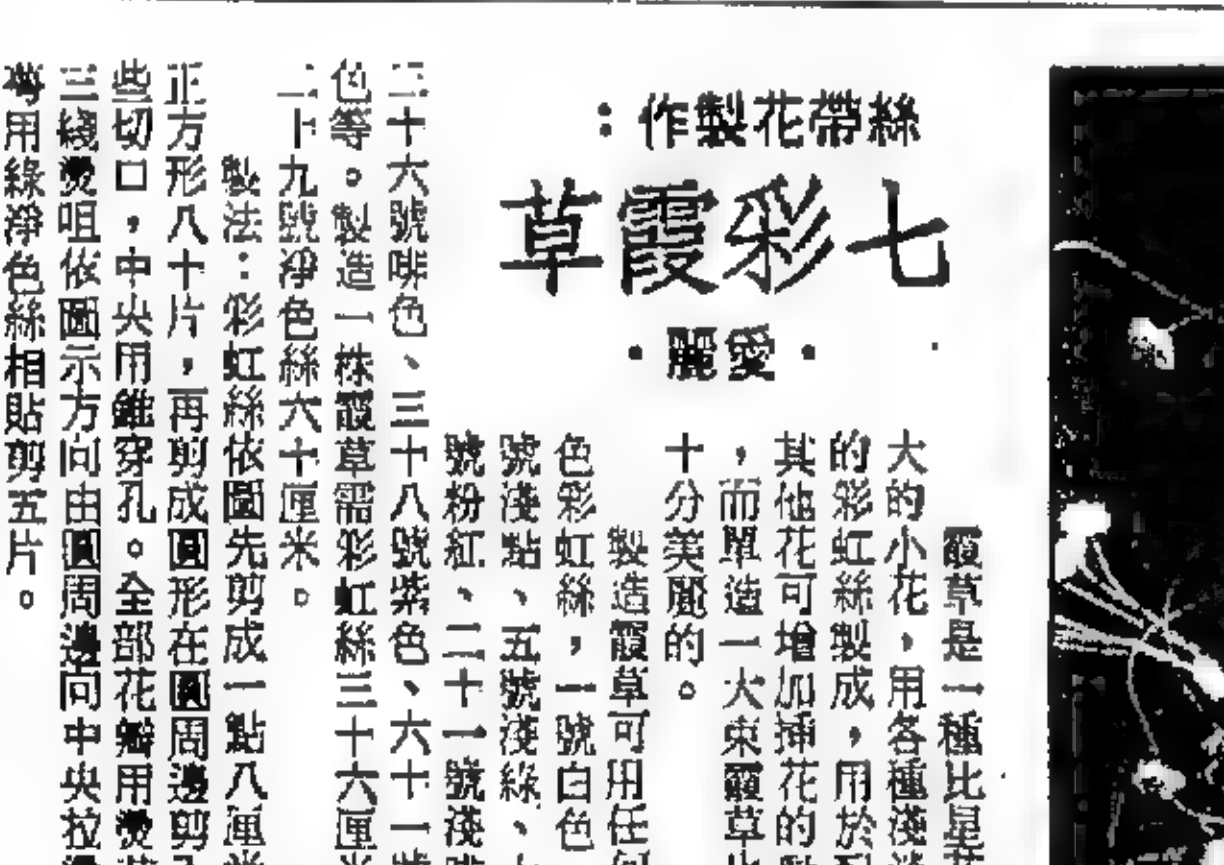 絲帶花製作：
七彩霞草
・愛麗・
霞草是一種比星花
大的小花，用各種淺淡
的彩虹絲製成，用於配
其他花可增加插花的動
，而單造一大束霞草也
十分美麗的。
製造霞草可用任何
色彩虹絲，一號白色
號淺點、五號淺綠、
號粉紅、二十一號淺啡
三十六號啡色、三十八號紫色、六十一號
色等。製造一株霞草需彩虹絲三十六厘米
二十九號淨色絲六十厘米。
製法：彩虹絲依圖先剪成一點八厘米
正方形八十片，再剪成圓形在圓周邊剪入
些切口，中央用錐穿孔。全部花瓣用燙
三綫燙咀依圖示方向由圓周邊向中央拉燙
萼用綠淨色絲相貼剪五片。